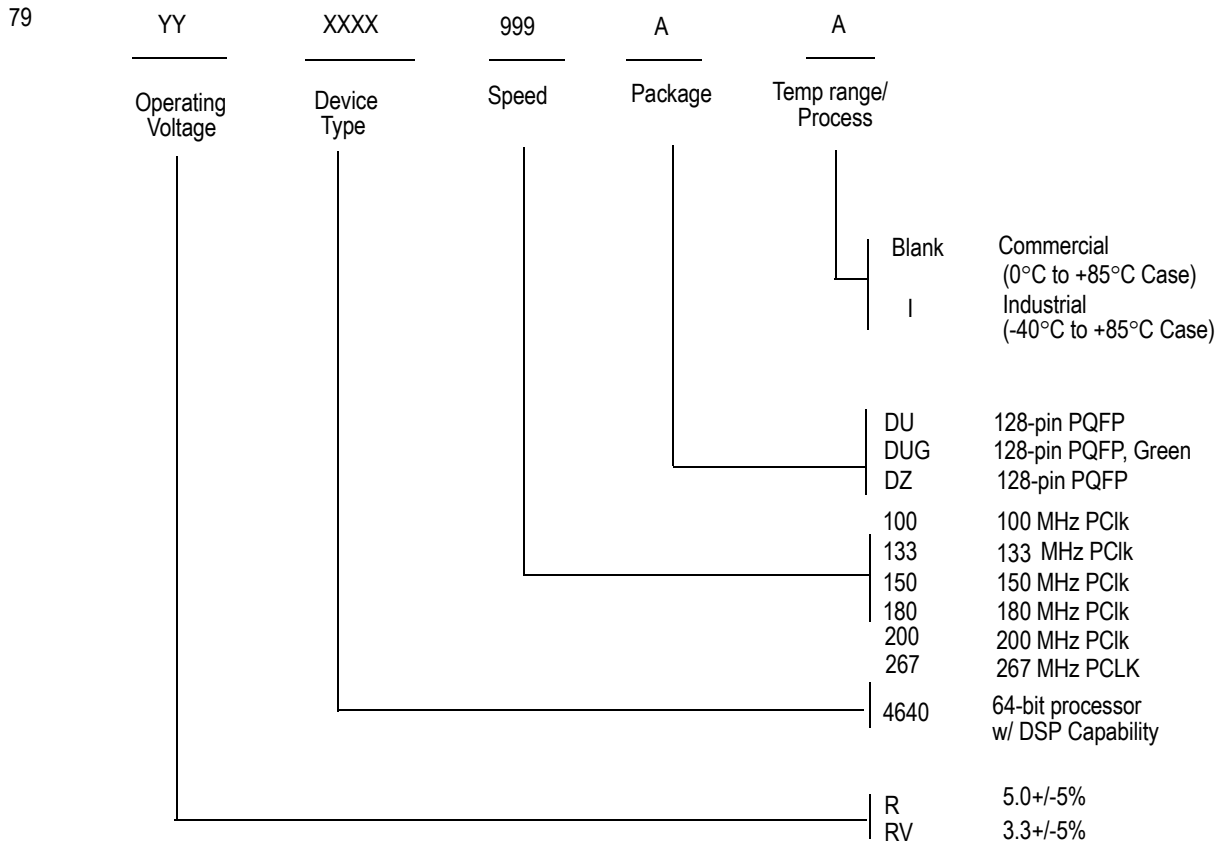 79 YY XXXX 999 A A
Operating Voltage
Device Type
Speed
Package
Temp range/ Process
Blank Commercial
(0°C to +85°C Case)
I Industrial
(-40°C to +85°C Case)
DU 128-pin PQFP
DUG 128-pin PQFP, Green
DZ 128-pin PQFP
100 100 MHz PClk
133 133 MHz PClk
150 150 MHz PClk
180 180 MHz PClk
200 200 MHz PClk
267 267 MHz PCLK
4640 64-bit processor
w/ DSP Capability
R 5.0+/-5%
RV 3.3+/-5%